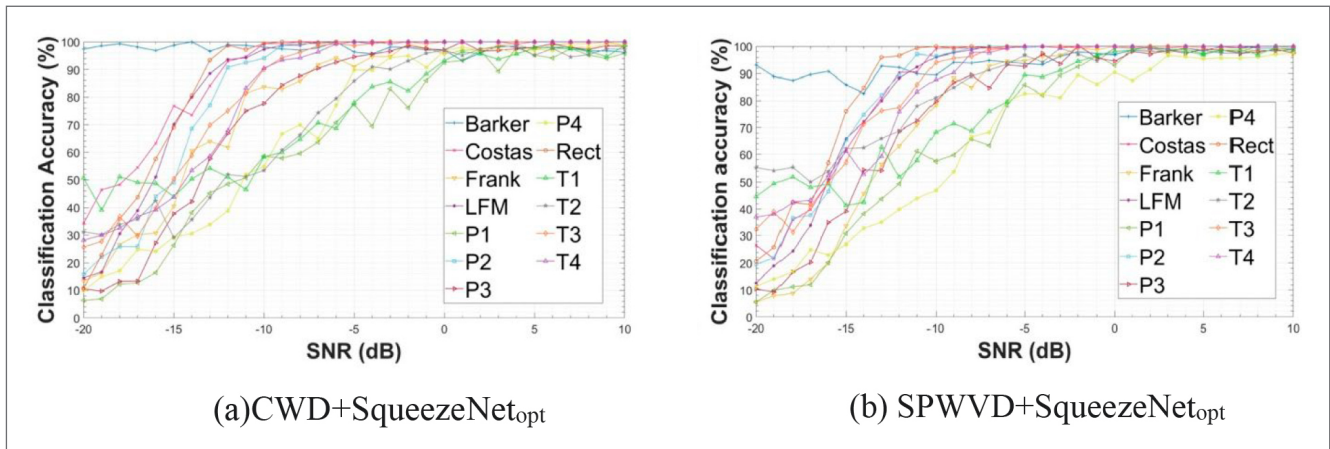 Classification Accuracy (%)
100
90
80
70
60
50
40
30
20
10
0
-20
-15
-10
-5
0
5
10
SNR (dB)
Barker
Costas
Frank
LFM
P1
P2
P3
P4
Rect
T1
T2
T3
T4
(a)CWD+SqueezeNetopt
Classification accuracy (%)
100
90
80
70
60
50
40
30
20
10
0
-20
-15
-10
-5
0
5
10
SNR (dB)
Barker
Costas
Frank
LFM
P1
P2
P3
P4
Rect
T1
T2
T3
T4
(b) SPWVD+SqueezeNetopt